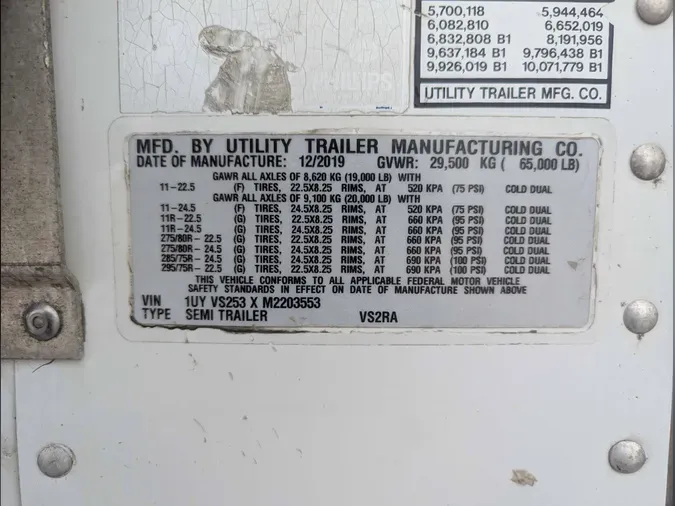 5,700,118 5,944,464
6,082,810 6,652,019
6,832,808 B1 8,191,956
9,637,184 B1 9,796,438 B1
9,926,019 B1 10,071,779 B1
UTILITY TRAILER MFG. CO.
PHILLIPS
MFD. BY UTILITY TRAILER MANUFACTURING CO.
DATE OF MANUFACTURE: 12/2019 GVWR: 29,500 KG ( 65,000 LB)
GAWR ALL AXLES OF 8,620 KG (19,000 LB) WITH
11-22.5 (F) TIRES, 22.5X8.25 RIMS, AT 520 KPA (75 PSI) COLD DUAL
GAWR ALL AXLES OF 9,100 KG (20,000 LB) WITH
11-24.5 (F) TIRES, 24.5X8.25 RIMS, AT 520 KPA (75 PSI) COLD DUAL
11R-22.5 (G) TIRES, 22.5X8.25 RIMS, AT 660 KPA (95 PSI) COLD DUAL
11R-24.5 (G) TIRES, 24.5X8.25 RIMS, AT 660 KPA (95 PSI) COLD DUAL
275/80R- 22.5 (G) TIRES, 22.5X8.25 RIMS, AT 660 KPA (95 PSI) COLD DUAL
275/80R- 24.5 (G) TIRES, 24.5X8.25 RIMS, AT 660 KPA (95 PSI) COLD DUAL
285/75R- 24.5 (G) TIRES, 24.5X8.25 RIMS, AT 690 KPA (100 PSI) COLD DUAL
295/75R- 22.5 (G) TIRES, 22.5X8.25 RIMS, AT 690 KPA (100 PSI) COLD DUAL
THIS VEHICLE CONFORMS TO ALL APPLICABLE FEDERAL MOTOR VEHICLE
SAFETY STANDARDS IN EFFECT ON DATE OF MANUFACTURE SHOWN ABOVE
VIN 1UY VS253 X M2203553
TYPE SEMI TRAILER VS2RA